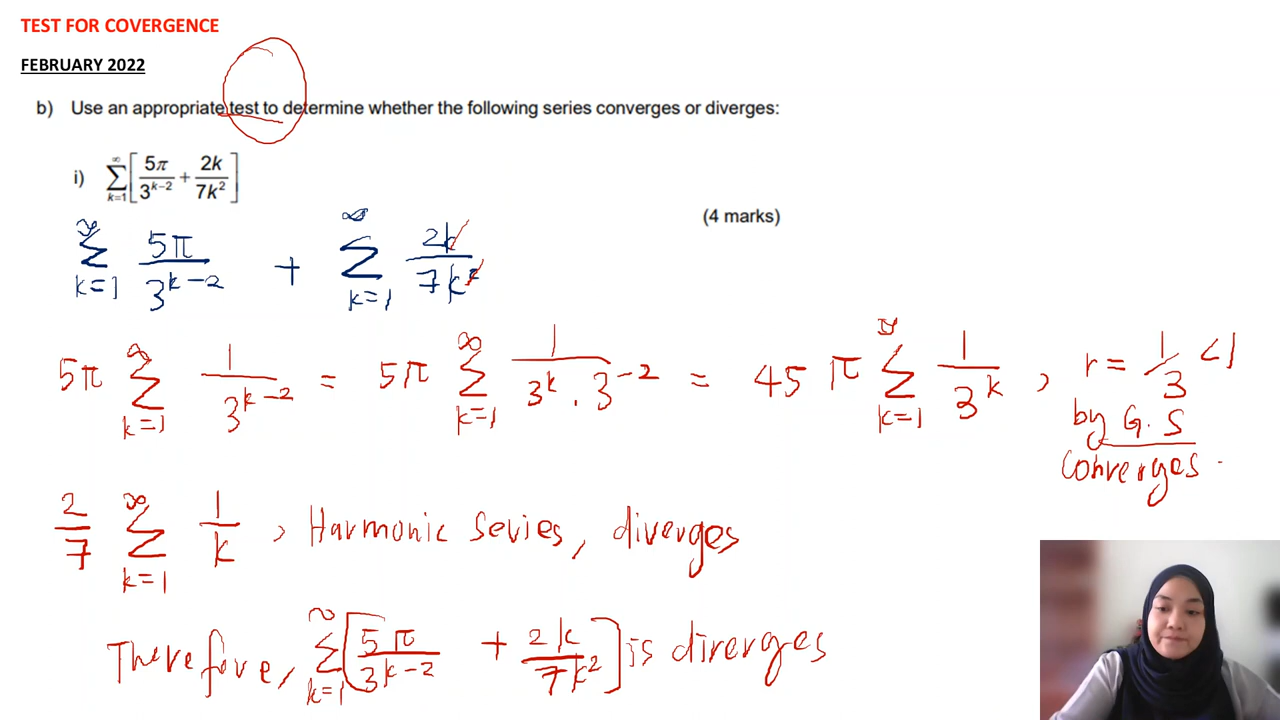 TEST FOR COVERGENCE
FEBRUARY 2022
b) Use an appropriate test to determine whether the following series converges or diverges:
i) ∑_{k=1}^{∞} [ 5π/3^{k-2} + 2k/7k² ]
(4 marks)
∑_{k=1}^{∞} 5π/3^{k-2} + ∑_{k=1}^{∞} 2k/7k²
5π ∑_{k=1}^{∞} 1/3^{k-2} = 5π ∑_{k=1}^{∞} 1/(3^k . 3^{-2}) = 45π ∑_{k=1}^{∞} 1/3^k , r = 1/3 <1
by G.S
converges .
2/7 ∑_{k=1}^{∞} 1/k , Harmonic series, diverges
Therefore, ∑_{k=1}^{∞} [ 5π/3^{k-2} + 2k/7k² ] is diverges